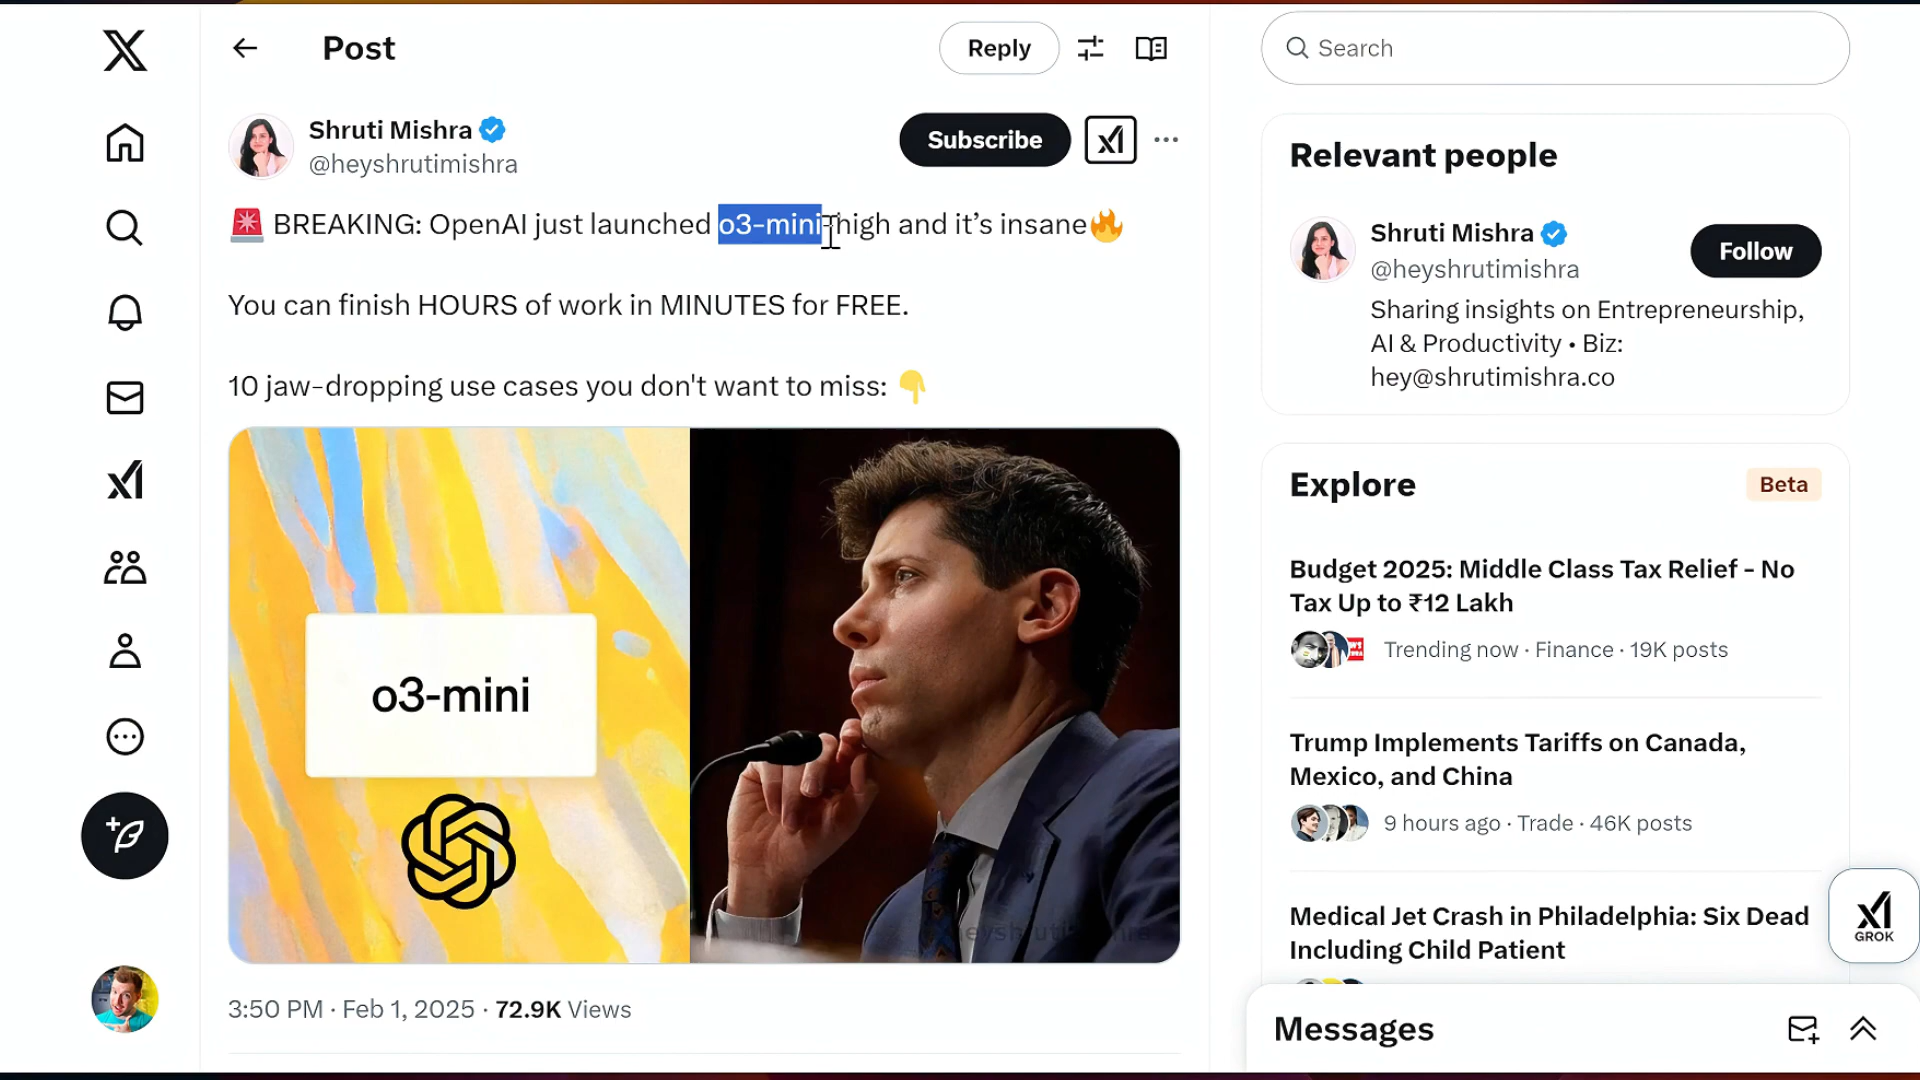 Post
Reply
Search
Shruti Mishra
@heyshrutimishra
Subscribe
🚨 BREAKING: OpenAI just launched o3-mini-high and it’s insane🔥
You can finish HOURS of work in MINUTES for FREE.
10 jaw-dropping use cases you don't want to miss: 👇
o3-mini
3:50 PM · Feb 1, 2025 · 72.9K Views
Relevant people
Shruti Mishra
@heyshrutimishra
Follow
Sharing insights on Entrepreneurship,
AI & Productivity • Biz:
hey@shrutimishra.co
Explore
Beta
Budget 2025: Middle Class Tax Relief - No
Tax Up to ₹12 Lakh
Trending now · Finance · 19K posts
Trump Implements Tariffs on Canada,
Mexico, and China
9 hours ago · Trade · 46K posts
Medical Jet Crash in Philadelphia: Six Dead
Including Child Patient
GROK
Messages